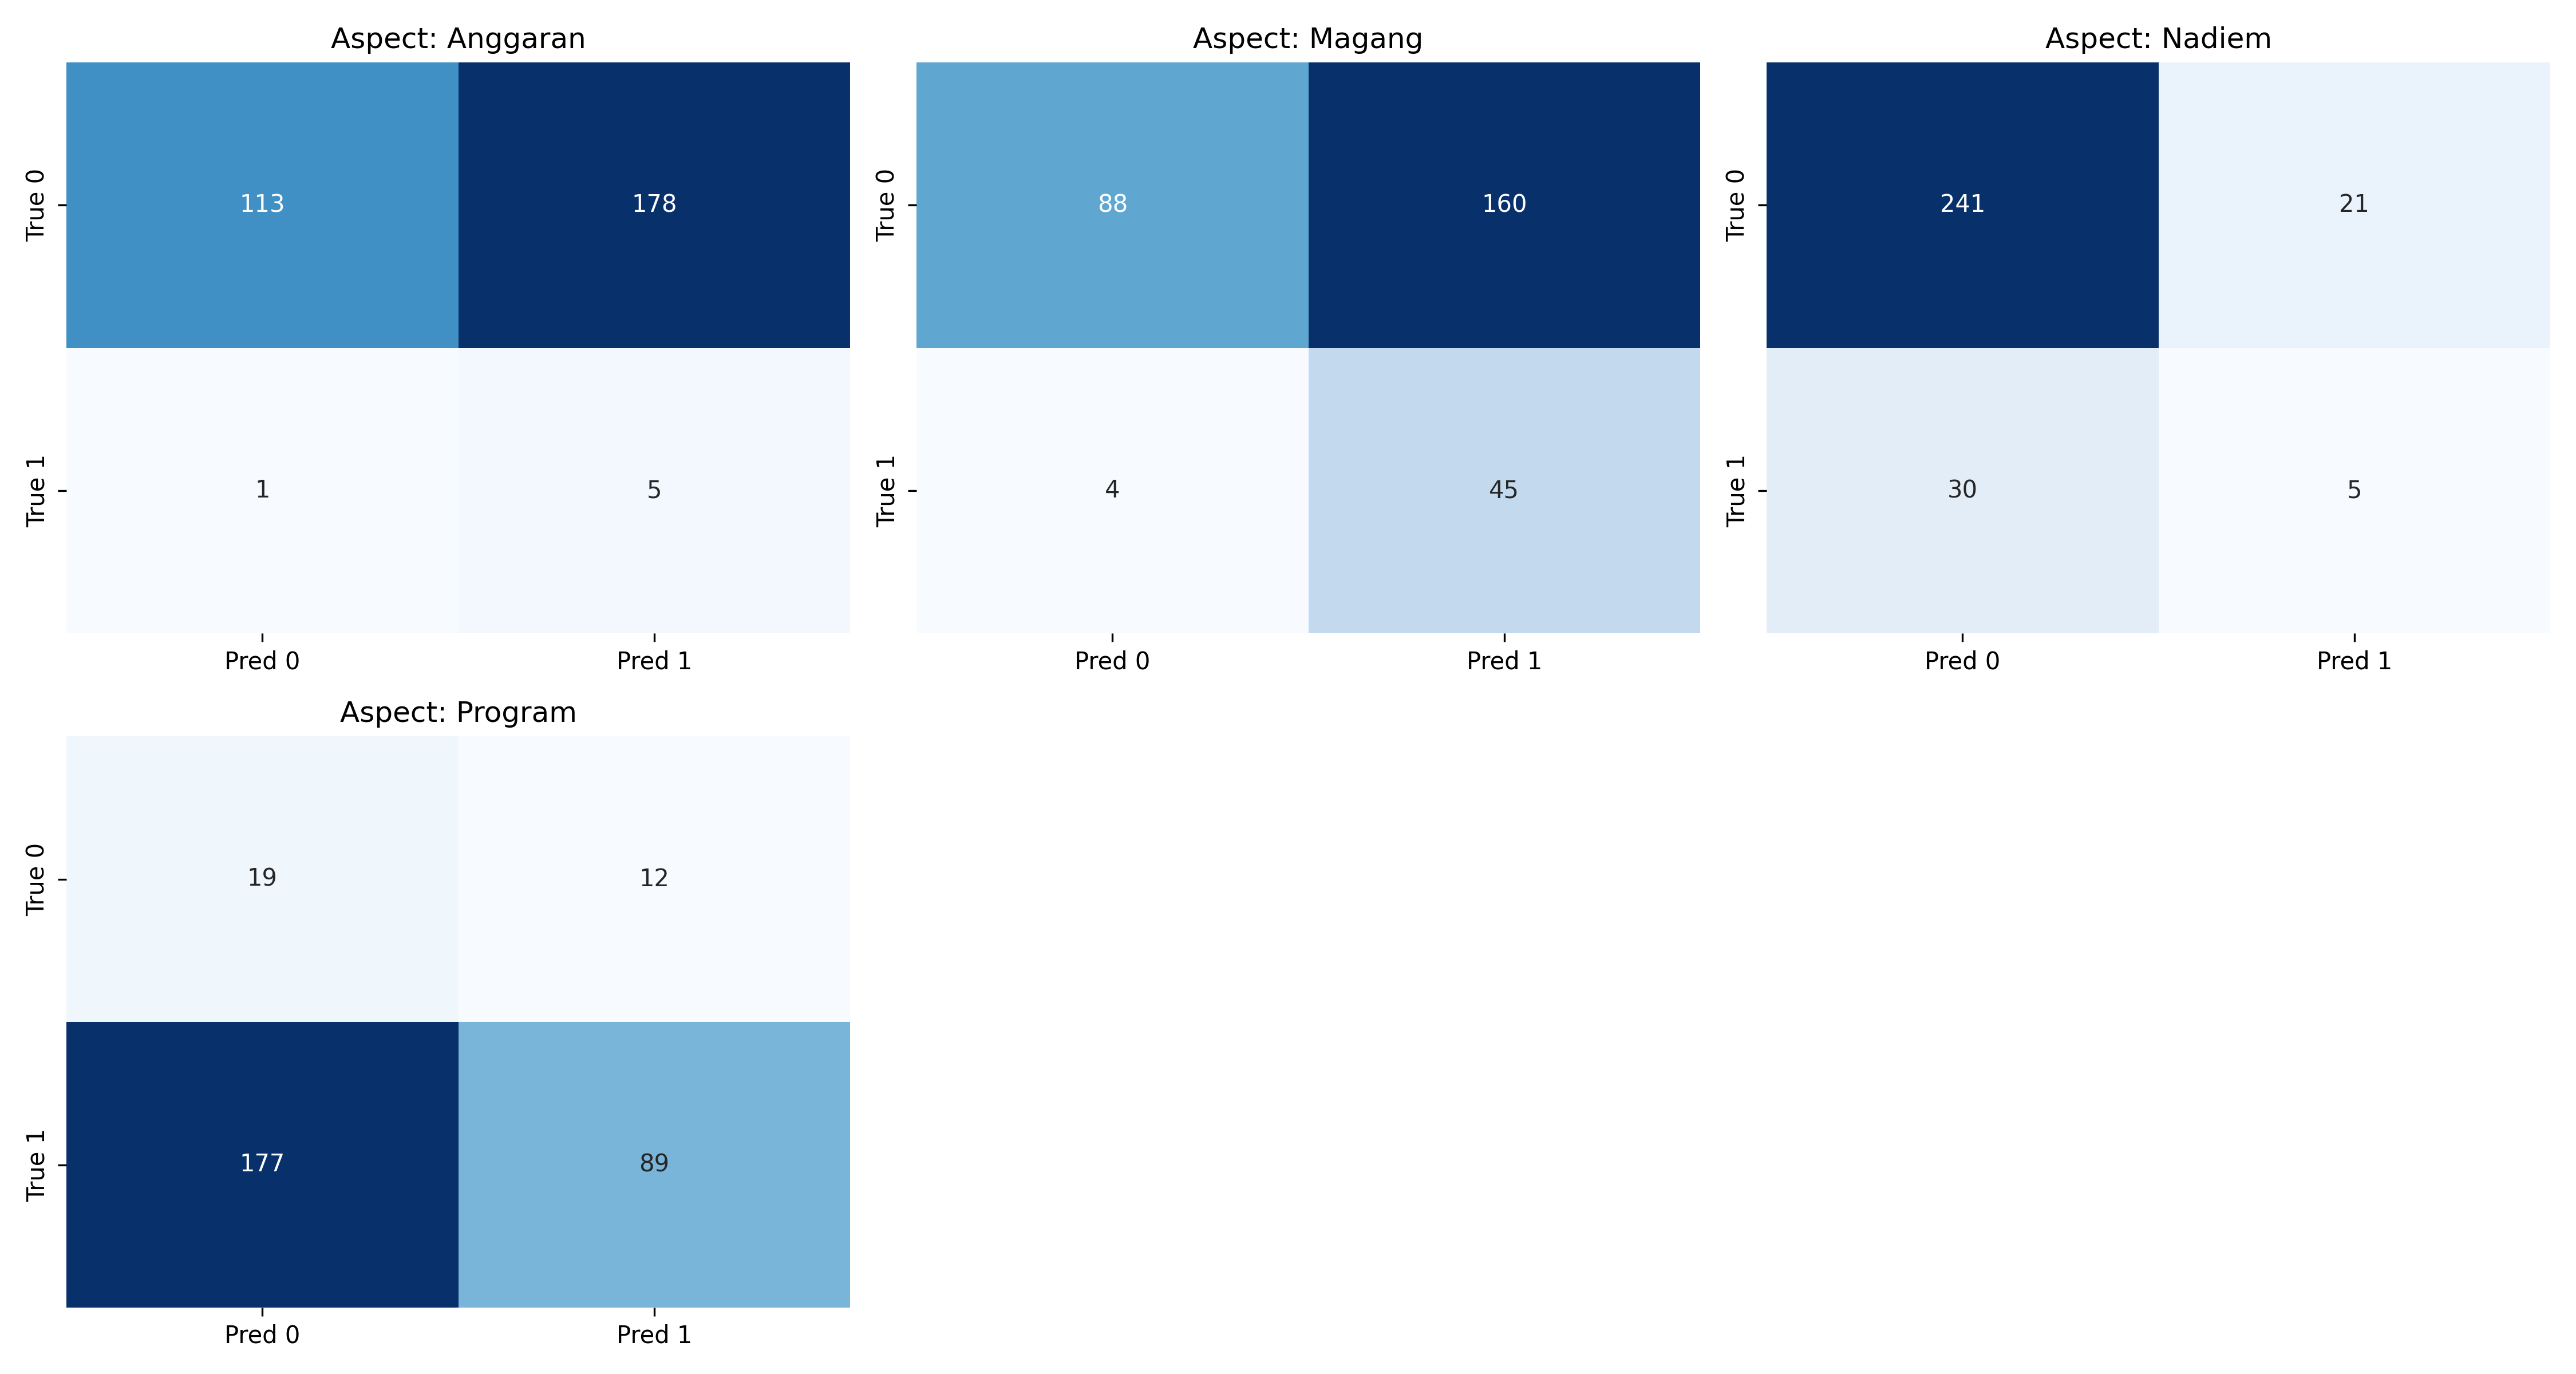 Aspect: Anggaran
True 0
113
178
True 1
1
5
Pred 0
Pred 1
Aspect: Magang
True 0
88
160
True 1
4
45
Pred 0
Pred 1
Aspect: Nadiem
True 0
241
21
True 1
30
5
Pred 0
Pred 1
Aspect: Program
True 0
19
12
True 1
177
89
Pred 0
Pred 1